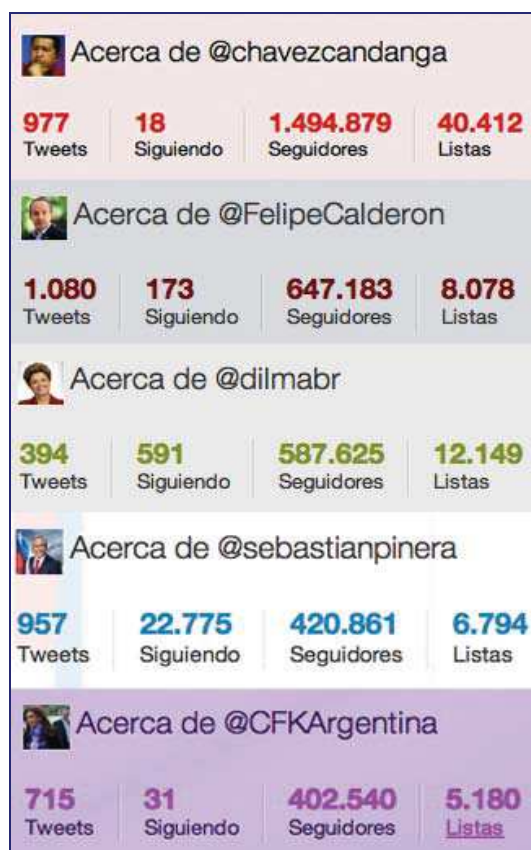 Acerca de @chavezcandanga
977 18 1.494.879 40.412
Tweets Siguiendo Seguidores Listas
Acerca de @FelipeCalderon
1.080 173 647.183 8.078
Tweets Siguiendo Seguidores Listas
Acerca de @dilmabr
394 591 587.625 12.149
Tweets Siguiendo Seguidores Listas
Acerca de @sebastianpinera
957 22.775 420.861 6.794
Tweets Siguiendo Seguidores Listas
Acerca de @CFKArgentina
715 31 402.540 5.180
Tweets Siguiendo Seguidores Listas